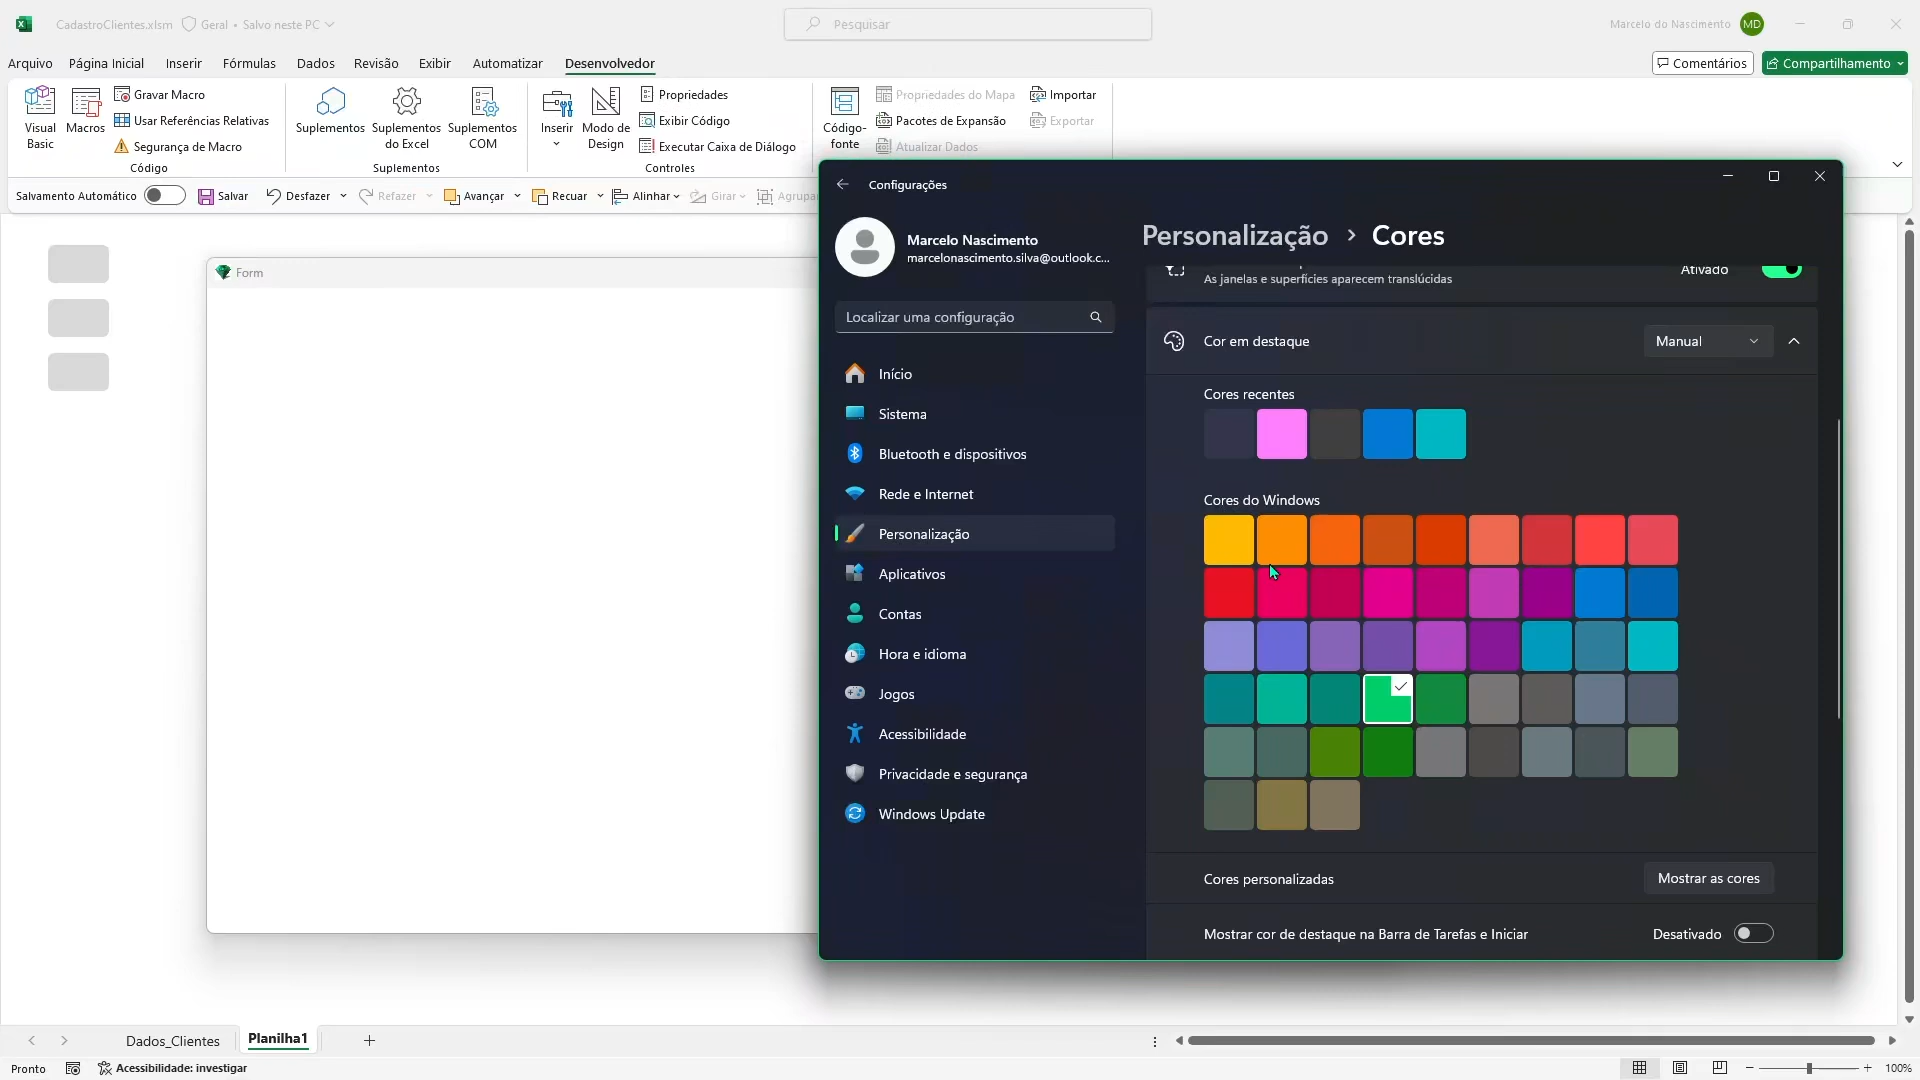 CadastroClientes.xlsm Geral • Salvo neste PC
Pesquisar
Marcelo do Nascimento MD
Arquivo Página Inicial Inserir Fórmulas Dados Revisão Exibir Automatizar Desenvolvedor
Comentários Compartilhamento
Visual Basic
Macros
Gravar Macro
Usar Referências Relativas
Segurança de Macro
Código
Suplementos
Suplementos do Excel
Suplementos COM
Suplementos
Inserir
Modo de Design
Propriedades
Exibir Código
Executar Caixa de Diálogo
Controles
Código-fonte
Propriedades do Mapa
Pacotes de Expansão
Atualizar Dados
Importar
Exportar
Salvamento Automático Salvar Desfazer Refazer Avançar Recuar Alinhar Girar Agrupa
Form
Configurações
Marcelo Nascimento
marcelonascimento.silva@outlook.c...
Localizar uma configuração
Início
Sistema
Bluetooth e dispositivos
Rede e Internet
Personalização
Aplicativos
Contas
Hora e idioma
Jogos
Acessibilidade
Privacidade e segurança
Windows Update
Personalização › Cores
As janelas e superfícies aparecem translúcidas
Ativado
Cor em destaque
Manual
Cores recentes
Cores do Windows
Cores personalizadas
Mostrar as cores
Mostrar cor de destaque na Barra de Tarefas e Iniciar
Desativado
Dados_Clientes Planilha1
Pronto Acessibilidade: investigar
100%